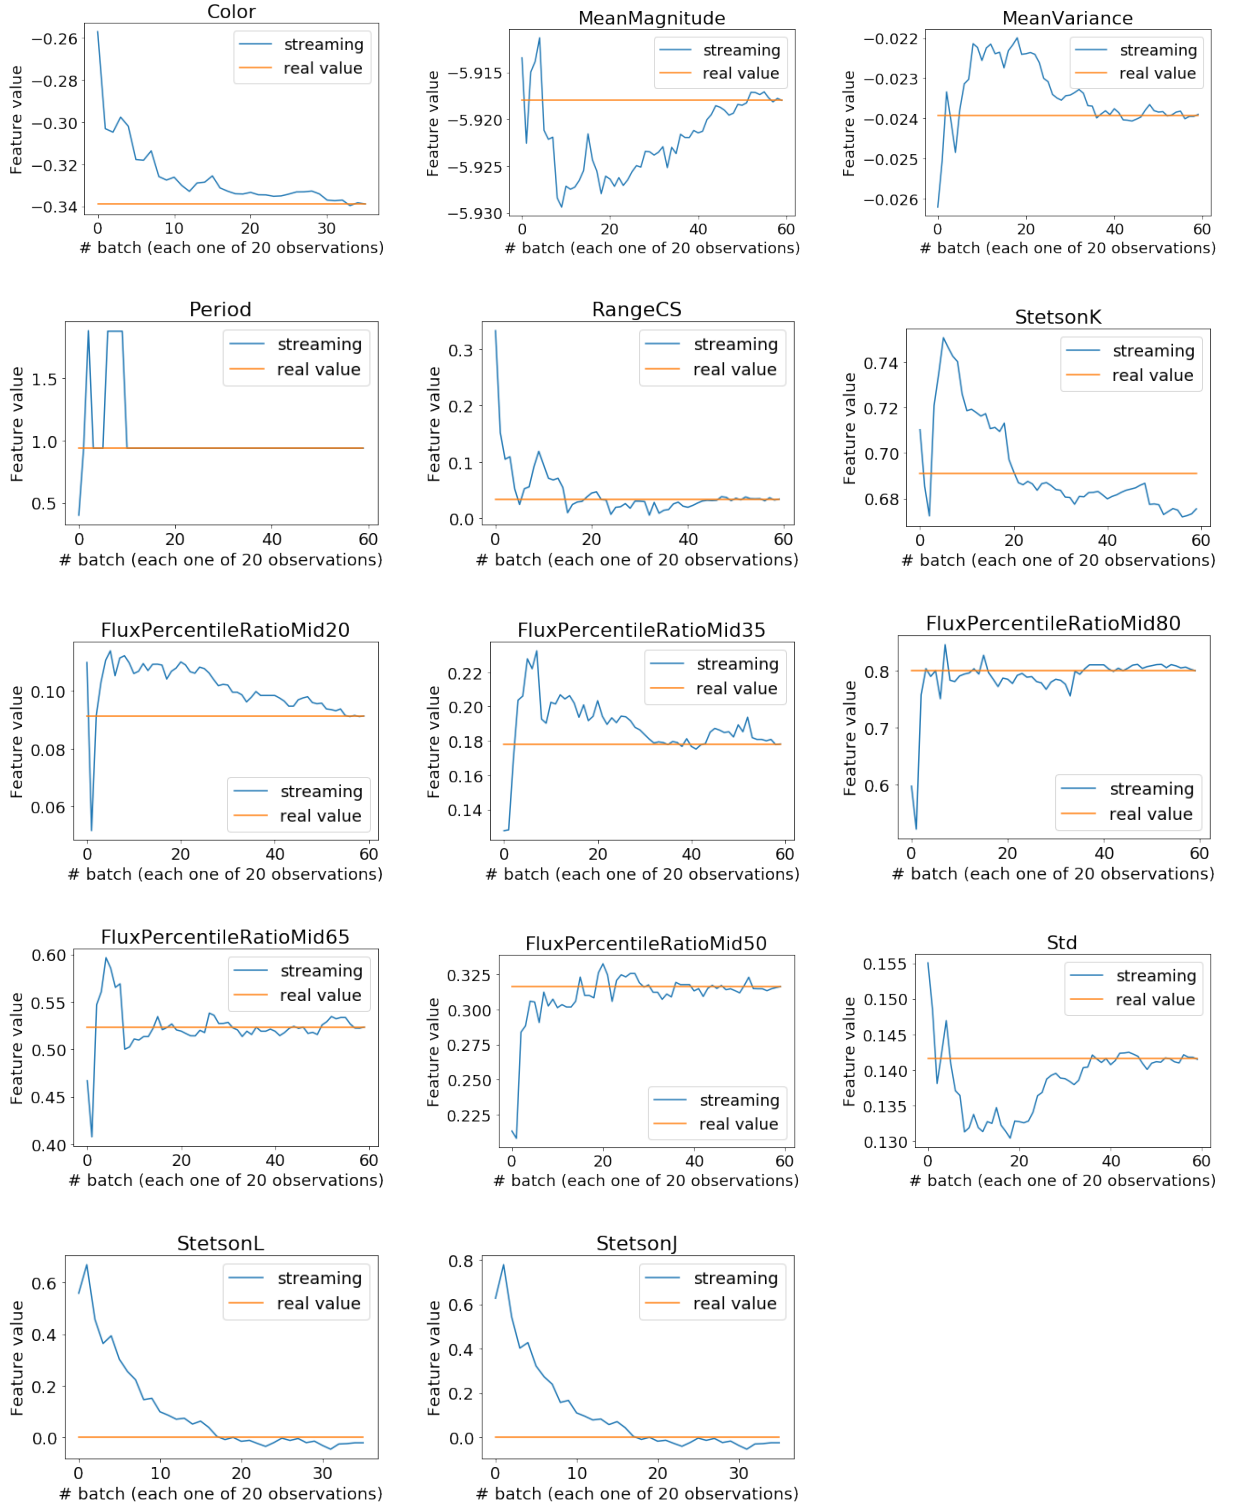 Color
Feature value
−0.26
−0.28
−0.30
−0.32
−0.34
streaming
real value
0 10 20 30
# batch (each one of 20 observations)
MeanMagnitude
Feature value
−5.915
−5.920
−5.925
−5.930
streaming
real value
0 20 40 60
# batch (each one of 20 observations)
MeanVariance
Feature value
−0.022
−0.023
−0.024
−0.025
−0.026
streaming
real value
0 20 40 60
# batch (each one of 20 observations)
Period
Feature value
1.5
1.0
0.5
streaming
real value
0 20 40 60
# batch (each one of 20 observations)
RangeCS
Feature value
0.3
0.2
0.1
0.0
streaming
real value
0 20 40 60
# batch (each one of 20 observations)
StetsonK
Feature value
0.74
0.72
0.70
0.68
streaming
real value
0 20 40 60
# batch (each one of 20 observations)
FluxPercentileRatioMid20
Feature value
0.10
0.08
0.06
streaming
real value
0 20 40 60
# batch (each one of 20 observations)
FluxPercentileRatioMid35
Feature value
0.22
0.20
0.18
0.16
0.14
streaming
real value
0 20 40 60
# batch (each one of 20 observations)
FluxPercentileRatioMid80
Feature value
0.8
0.7
0.6
streaming
real value
0 20 40 60
# batch (each one of 20 observations)
FluxPercentileRatioMid65
Feature value
0.60
0.55
0.50
0.45
0.40
streaming
real value
0 20 40 60
# batch (each one of 20 observations)
FluxPercentileRatioMid50
Feature value
0.325
0.300
0.275
0.250
0.225
streaming
real value
0 20 40 60
# batch (each one of 20 observations)
Std
Feature value
0.155
0.150
0.145
0.140
0.135
0.130
streaming
real value
0 20 40 60
# batch (each one of 20 observations)
StetsonL
Feature value
0.6
0.4
0.2
0.0
streaming
real value
0 10 20 30
# batch (each one of 20 observations)
StetsonJ
Feature value
0.8
0.6
0.4
0.2
0.0
streaming
real value
0 10 20 30
# batch (each one of 20 observations)